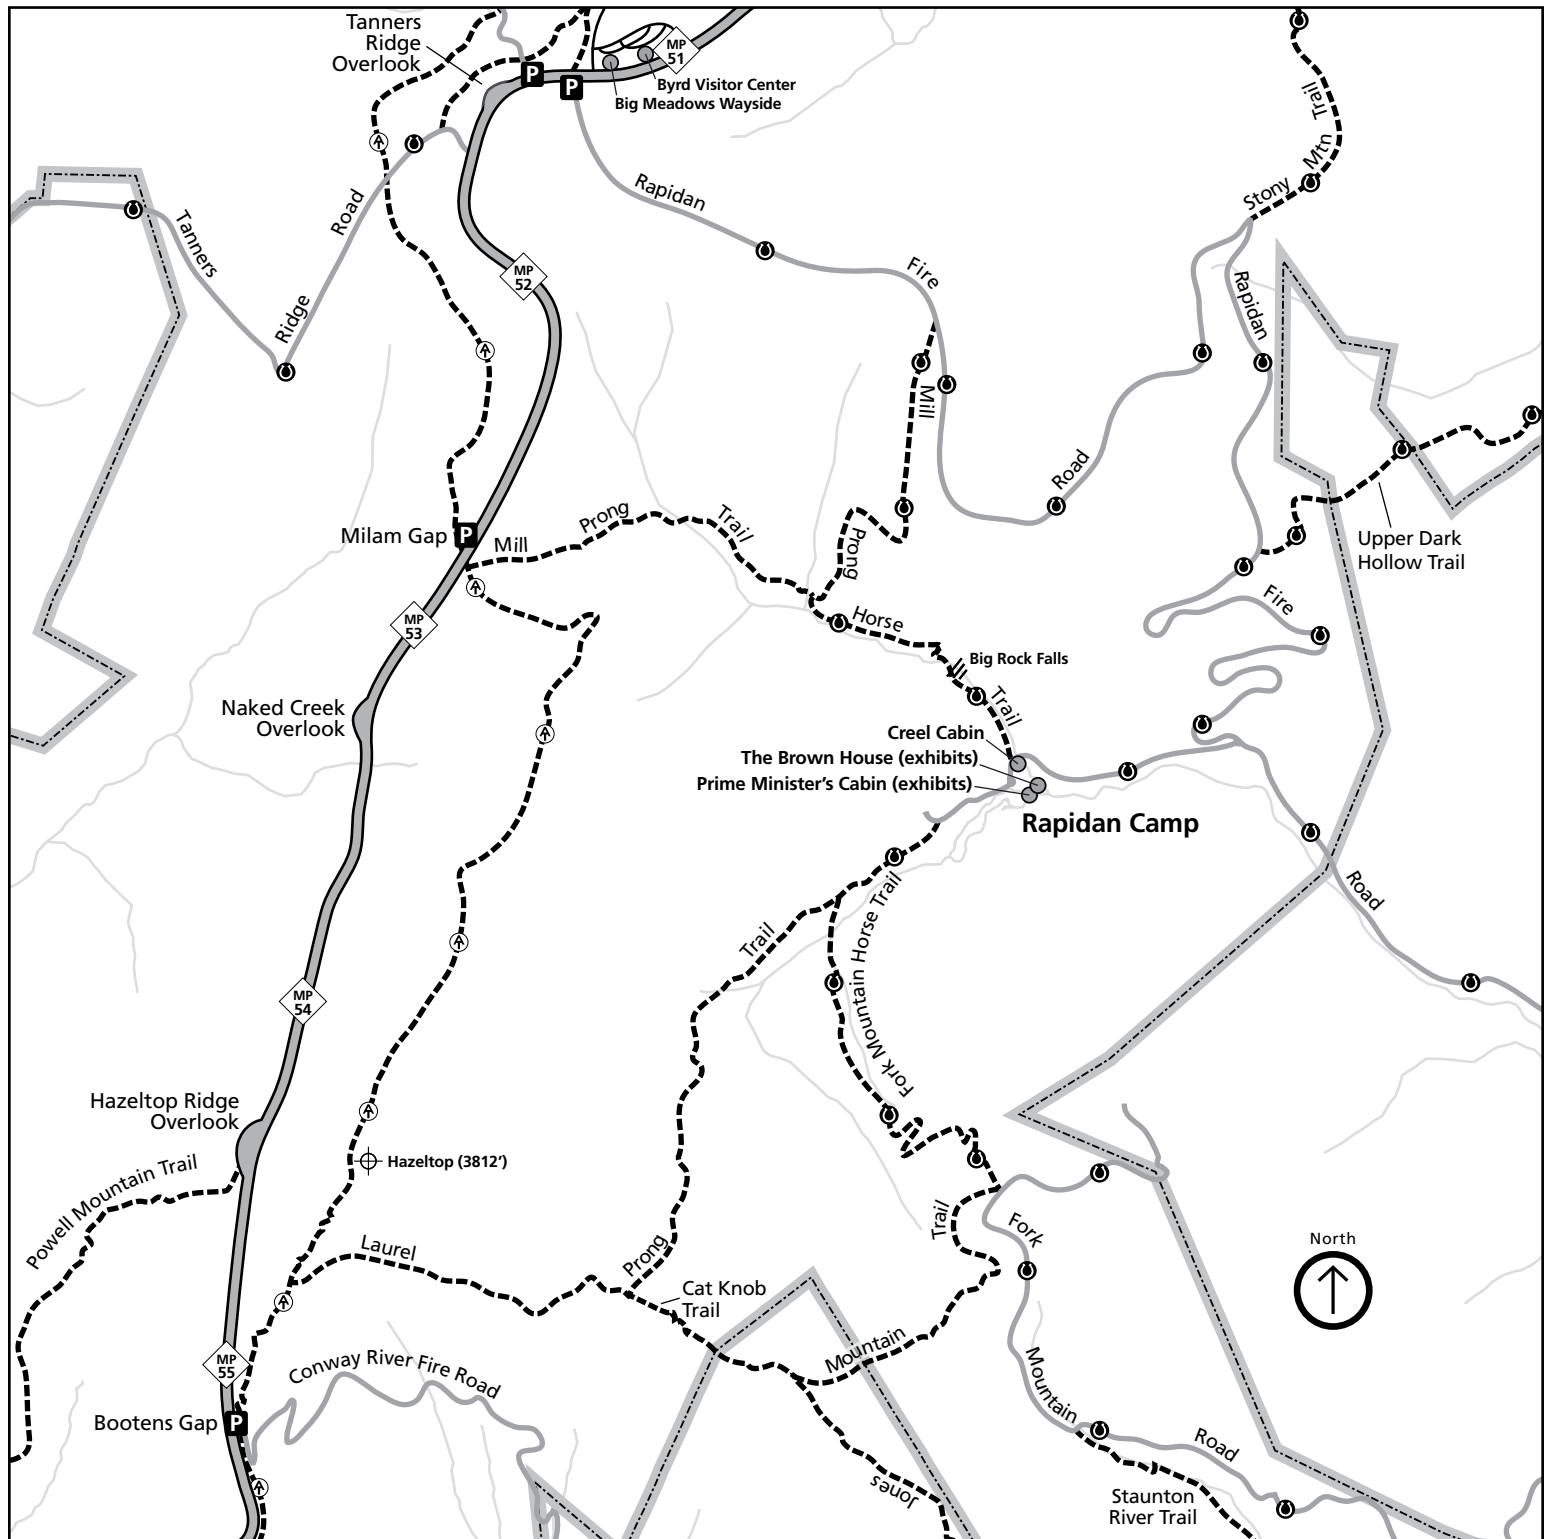 Tanners
Ridge
Overlook
P
P
MP
51
Byrd Visitor Center
Big Meadows Wayside
Mtn Trail
Stony
Rapidan
Fire
Road
Tanners
Ridge
Road
MP
52
Rapidan
Mill
Prong
Upper Dark
Hollow Trail
Fire
Milam Gap
P
Mill
Prong
Trail
Horse
Big Rock Falls
Trail
MP
53
Naked Creek
Overlook
Creel Cabin
The Brown House (exhibits)
Prime Minister's Cabin (exhibits)
Rapidan Camp
Road
Trail
Fork Mountain Horse Trail
MP
54
Hazeltop Ridge
Overlook
Hazeltop (3812')
Powell Mountain Trail
Laurel
Prong
Cat Knob
Trail
Trail
Fork
North
Mountain
Mountain
MP
55
Conway River Fire Road
Bootens Gap
P
Road
Jones
Staunton
River Trail